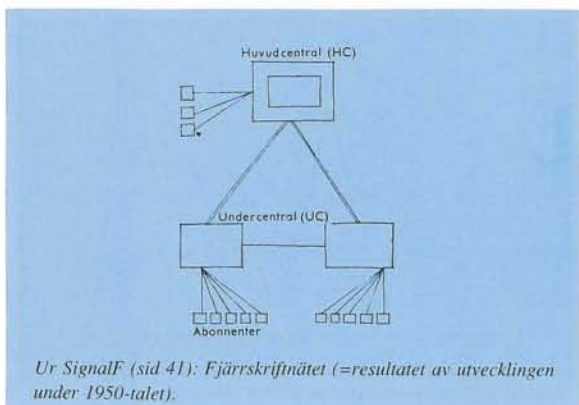 Huvudcentral (HC)
Undercentral (UC)
Abonnenter
Ur SignalF (sid 41): Fjärrskriftnätet (=resultatet av utvecklingen
under 1950-talet).